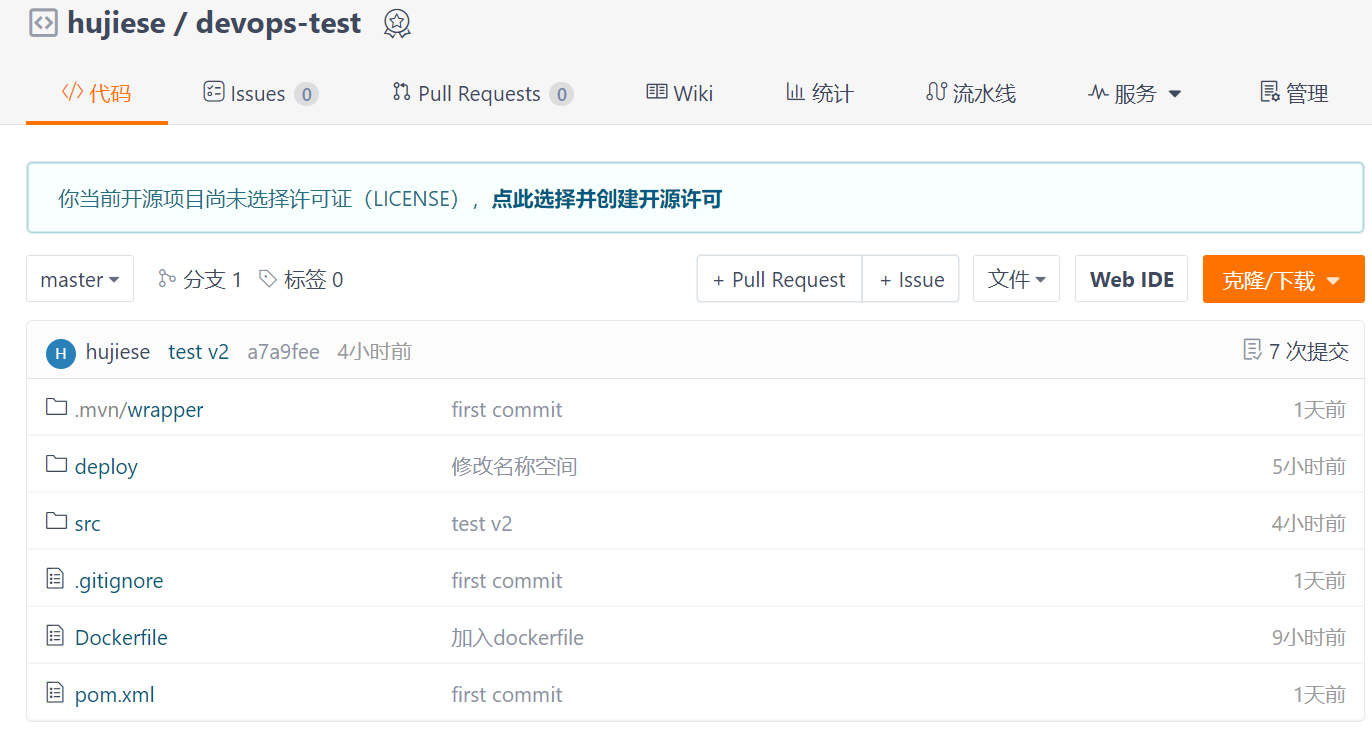 hujiese / devops-test
代码 Issues 0 Pull Requests 0 Wiki 统计 流水线 服务 管理
你当前开源项目尚未选择许可证（LICENSE），点此选择并创建开源许可
master 分支 1 标签 0 + Pull Request + Issue 文件 Web IDE 克隆/下载
H hujiese test v2 a7a9fee 4小时前 7 次提交
.mvn/wrapper first commit 1天前
deploy 修改名称空间 5小时前
src test v2 4小时前
.gitignore first commit 1天前
Dockerfile 加入dockerfile 9小时前
pom.xml first commit 1天前